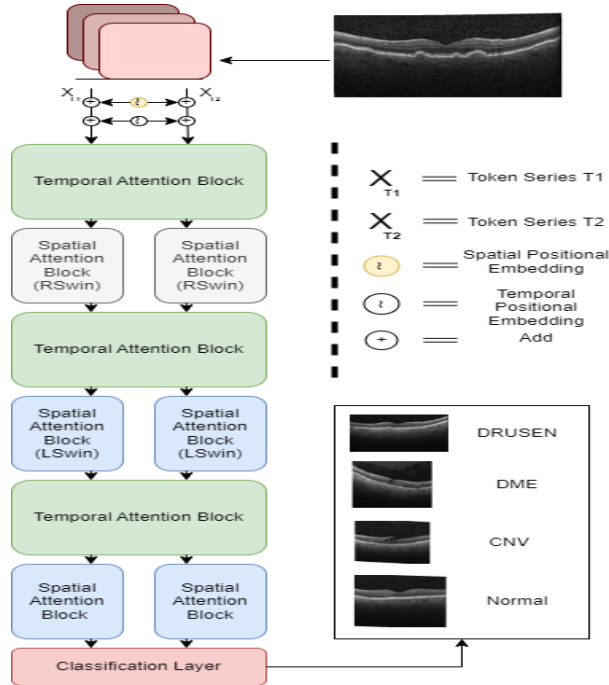 X T1
X T2
Temporal Attention Block
Spatial
Attention
Block
(RSwin)
Spatial
Attention
Block
(RSwin)
Temporal Attention Block
Spatial
Attention
Block
(LSwin)
Spatial
Attention
Block
(LSwin)
Temporal Attention Block
Spatial
Attention
Block
Spatial
Attention
Block
Classification Layer
X T1 Token Series T1
X T2 Token Series T2
Spatial Positional
Embedding
Temporal
Positional
Embedding
Add
DRUSEN
DME
CNV
Normal